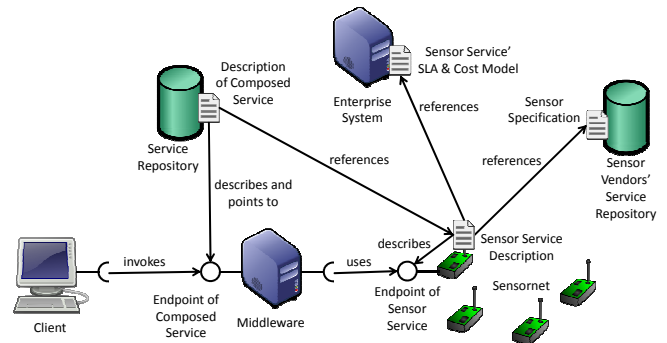 Description
of Composed
Service
Service
Repository
Enterprise
System
Sensor Service'
SLA & Cost Model
references
Sensor
Specification
references
references
Sensor
Vendors'
Service
Repository
describes and
points to
describes
Sensor Service
Description
invokes
uses
Client
Endpoint of
Composed
Service
Middleware
Endpoint of
Sensor
Service
Sensornet